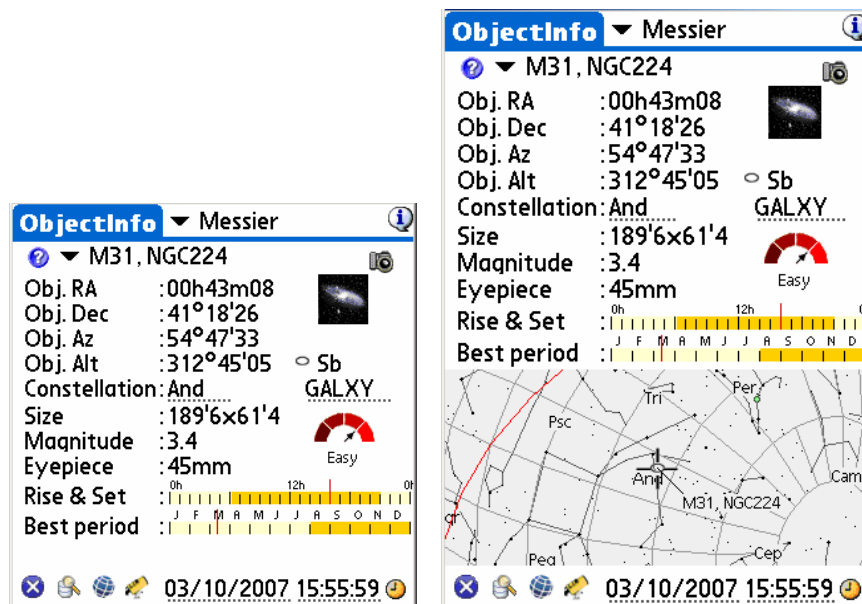 ObjectInfo Messier
M31, NGC224
Obj. RA :00h43m08
Obj. Dec :41°18'26
Obj. Az :54°47'33
Obj. Alt :312°45'05 Sb
Constellation: And GALXY
Size :189'6x61'4
Magnitude :3.4
Eyepiece :45mm
Easy
Rise & Set : 0h 12h 0h
Best period : J F M A M J J A S O N D
03/10/2007 15:55:59
ObjectInfo Messier
M31, NGC224
Obj. RA :00h43m08
Obj. Dec :41°18'26
Obj. Az :54°47'33
Obj. Alt :312°45'05 Sb
Constellation: And GALXY
Size :189'6x61'4
Magnitude :3.4
Eyepiece :45mm
Easy
Rise & Set : 0h 12h 0
Best period : J F M A M J J A S O N D
Tri
Per
Psc
And
Cam
M31, NGC224
Peg
Cep
03/10/2007 15:55:59